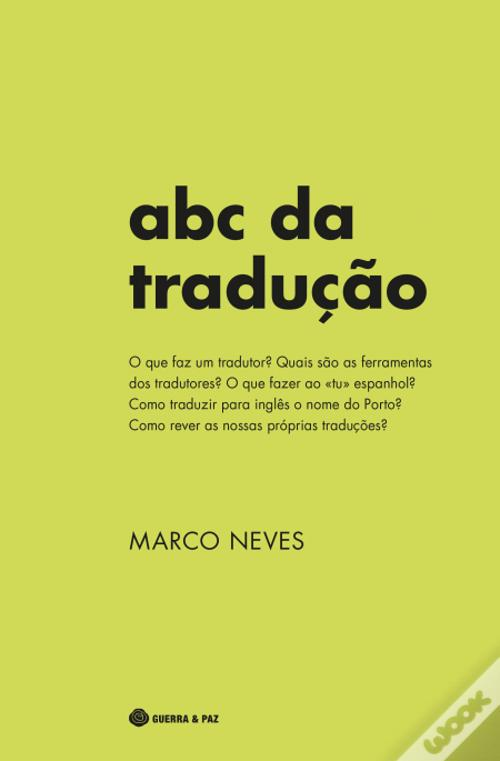 abc da
tradução
O que faz um tradutor? Quais são as ferramentas
dos tradutores? O que fazer ao «tu» espanhol?
Como traduzir para inglês o nome do Porto?
Como rever as nossas próprias traduções?
MARCO NEVES
GUERRA & PAZ
wook